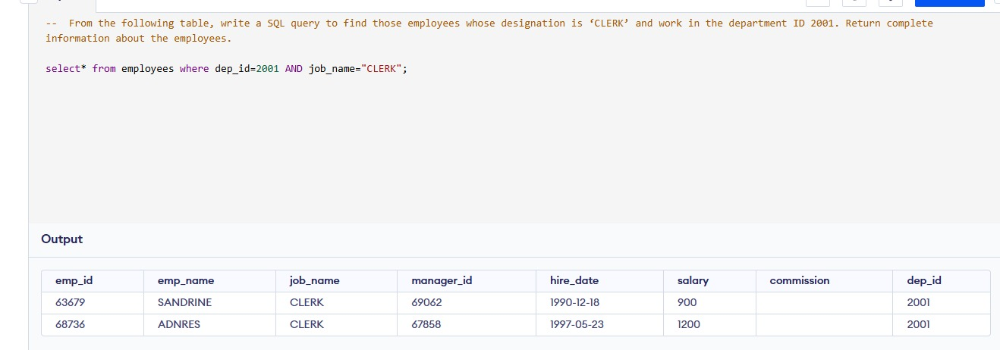 --  From the following table, write a SQL query to find those employees whose designation is ‘CLERK’ and work in the department ID 2001. Return complete
information about the employees.
select* from employees where dep_id=2001 AND job_name="CLERK";
Output
emp_id emp_name job_name manager_id hire_date salary commission dep_id
63679 SANDRINE CLERK 69062 1990-12-18 900 2001
68736 ADNRES CLERK 67858 1997-05-23 1200 2001